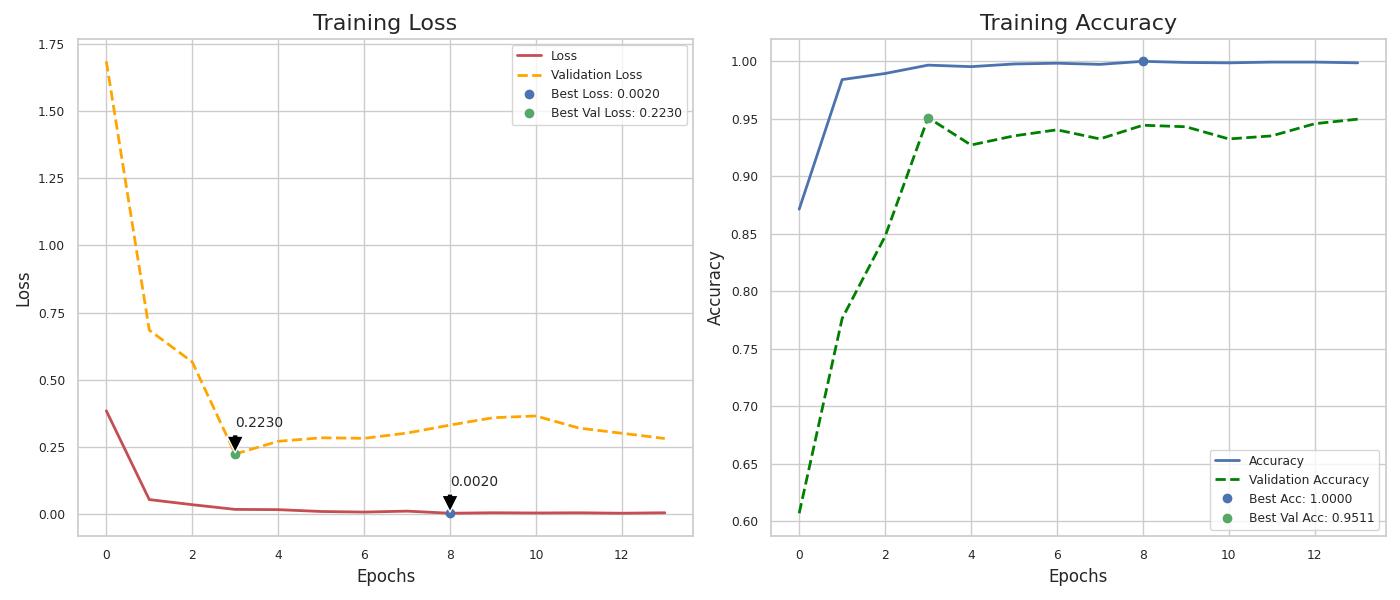 Training Loss
1.75
1.50
1.25
1.00
0.75
0.50
0.25
0.00
Loss
Loss
Validation Loss
Best Loss: 0.0020
Best Val Loss: 0.2230
0.2230
0.0020
0 2 4 6 8 10 12
Epochs
Training Accuracy
1.00
0.95
0.90
0.85
0.80
0.75
0.70
0.65
0.60
Accuracy
Accuracy
Validation Accuracy
Best Acc: 1.0000
Best Val Acc: 0.9511
0 2 4 6 8 10 12
Epochs